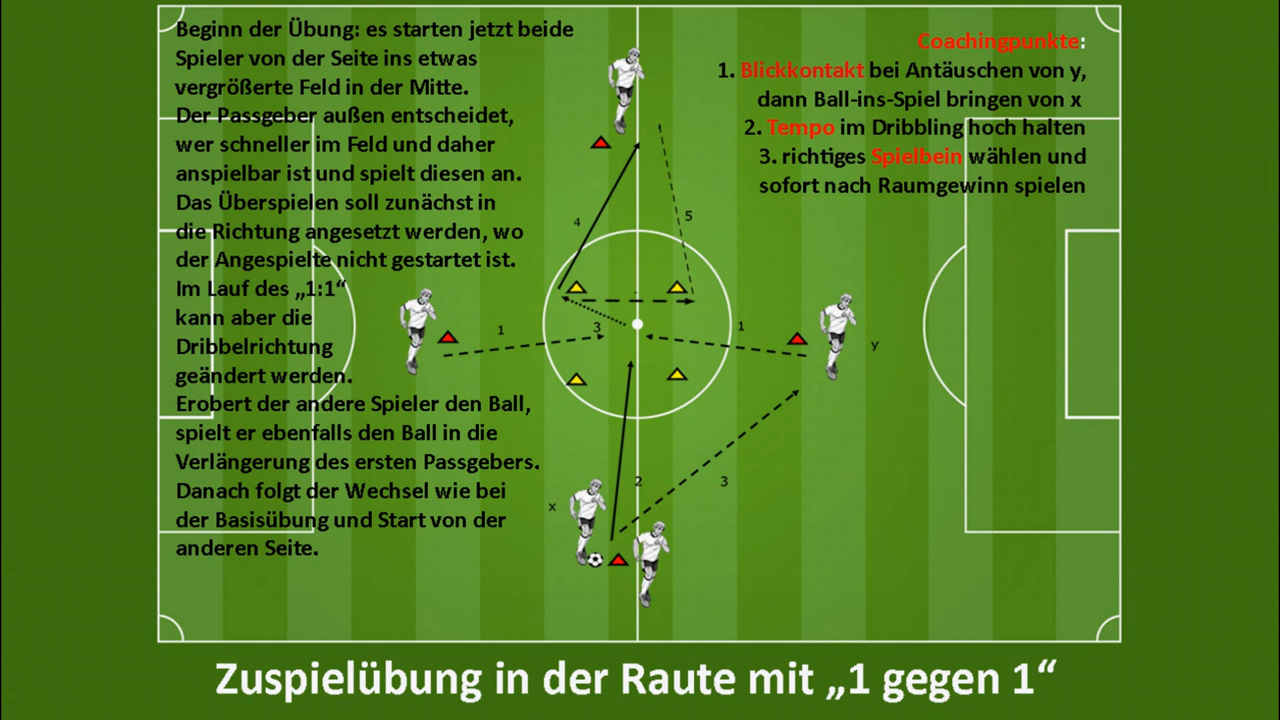 Beginn der Übung: es starten jetzt beide
Spieler von der Seite ins etwas
vergrößerte Feld in der Mitte.
Der Passgeber außen entscheidet,
wer schneller im Feld und daher
anspielbar ist und spielt diesen an.
Das Überspielen soll zunächst in
die Richtung angesetzt werden, wo
der Angespielte nicht gestartet ist.
Im Lauf des „1:1“
kann aber die
Dribbelrichtung
geändert werden.
Erobert der andere Spieler den Ball,
spielt er ebenfalls den Ball in die
Verlängerung des ersten Passgebers.
Danach folgt der Wechsel wie bei
der Basisübung und Start von der
anderen Seite.
Coachingpunkte:
1. Blickkontakt bei Antäuschen von y,
dann Ball-ins-Spiel bringen von x
2. Tempo im Dribbling hoch halten
3. richtiges Spielbein wählen und
sofort nach Raumgewinn spielen
4
5
1
3
1
y
2
3
x
Zuspielübung in der Raute mit „1 gegen 1“